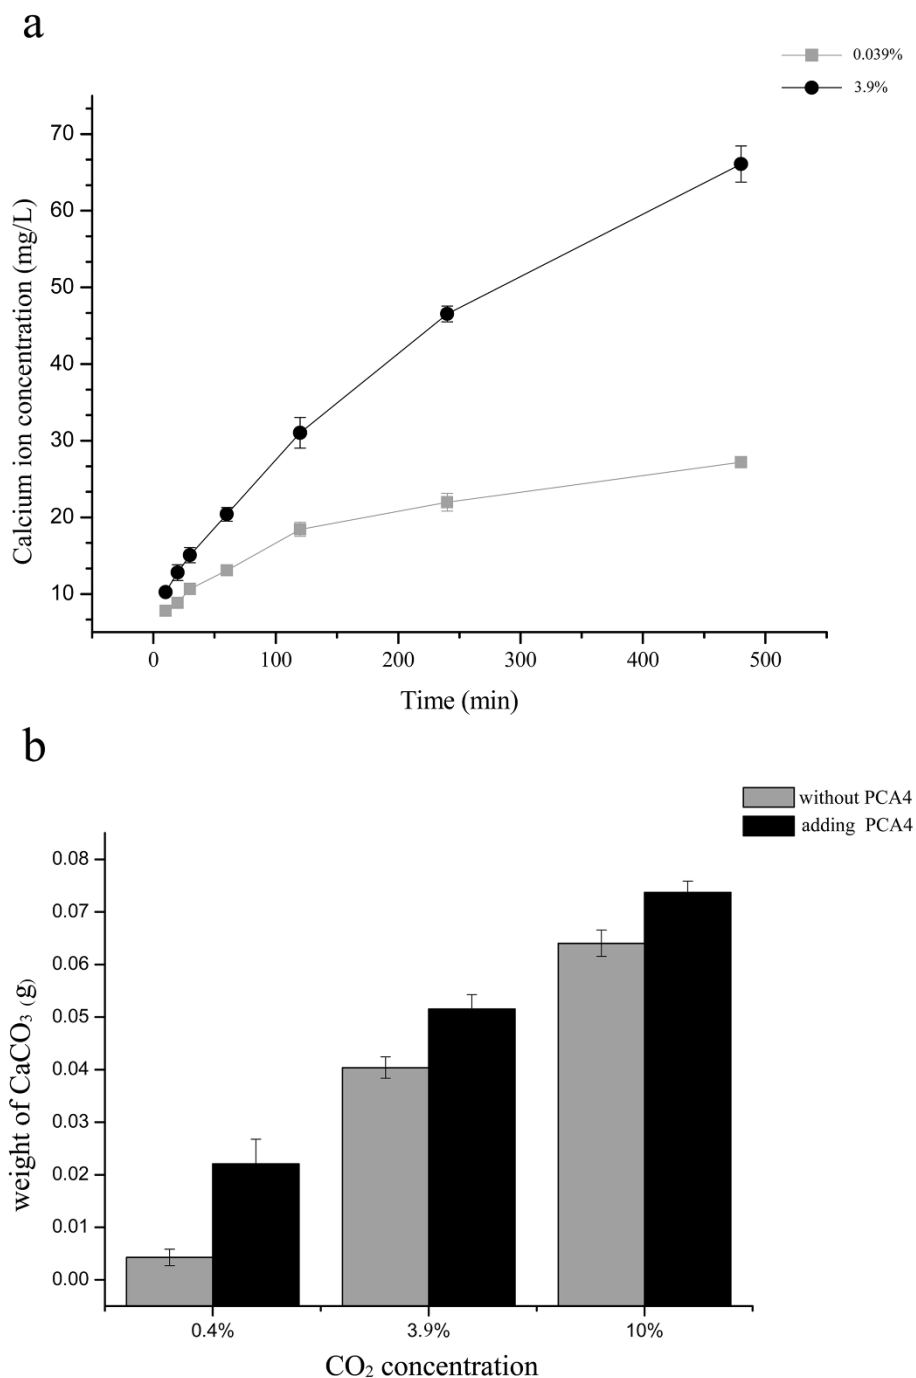 a
0.039%
3.9%
70
60
50
40
30
20
10
Calcium ion concentration (mg/L)
0 100 200 300 400 500
Time (min)
b
without PCA4
adding PCA4
0.08
0.07
0.06
0.05
0.04
0.03
0.02
0.01
0.00
weight of CaCO₃ (g)
0.4% 3.9% 10%
CO₂ concentration